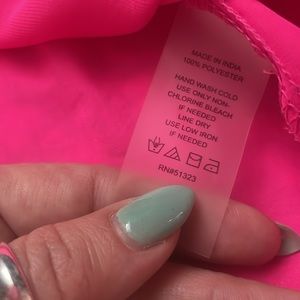 MADE IN INDIA
100% POLYESTER
HAND WASH COLD
USE ONLY NON-
CHLORINE BLEACH
IF NEEDED
LINE DRY
USE LOW IRON
IF NEEDED
RN#51323